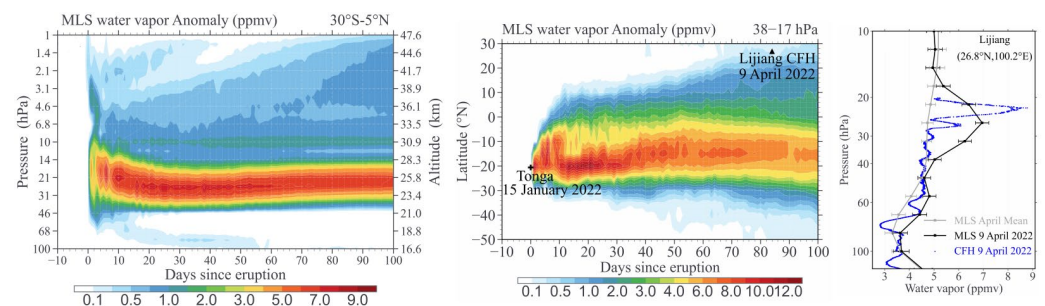 MLS water vapor Anomaly (ppmv) 30°S-5°N
1
1.4
2.1
3.1
4.6
6.8
10
14
21
31
46
68
100
Pressure (hPa)
47.6
44.6
41.7
38.9
36.1
33.4
30.9
28.3
25.8
23.4
21.0
18.8
16.6
Altitude (km)
−10 0 10 20 30 40 50 60 70 80 90 100
Days since eruption
0.1 0.5 1.0 2.0 3.0 5.0 7.0 9.0
MLS water vapor Anomaly (ppmv) 38−17 hPa
30
20
10
0
−10
−20
−30
−40
−50
Latitude (°N)
Lijiang CFH
9 April 2022
Tonga
15 January 2022
−10 0 10 20 30 40 50 60 70 80 90 100
Days since eruption
0.1 0.5 1.0 2.0 3.0 4.0 6.0 8.0 10.0 12.0
10
20
30
40
60
100
Pressure (hPa)
Lijiang
(26.8°N,100.2°E)
MLS April Mean
MLS 9 April 2022
CFH 9 April 2022
3 4 5 6 7 8 9
Water vapor (ppmv)